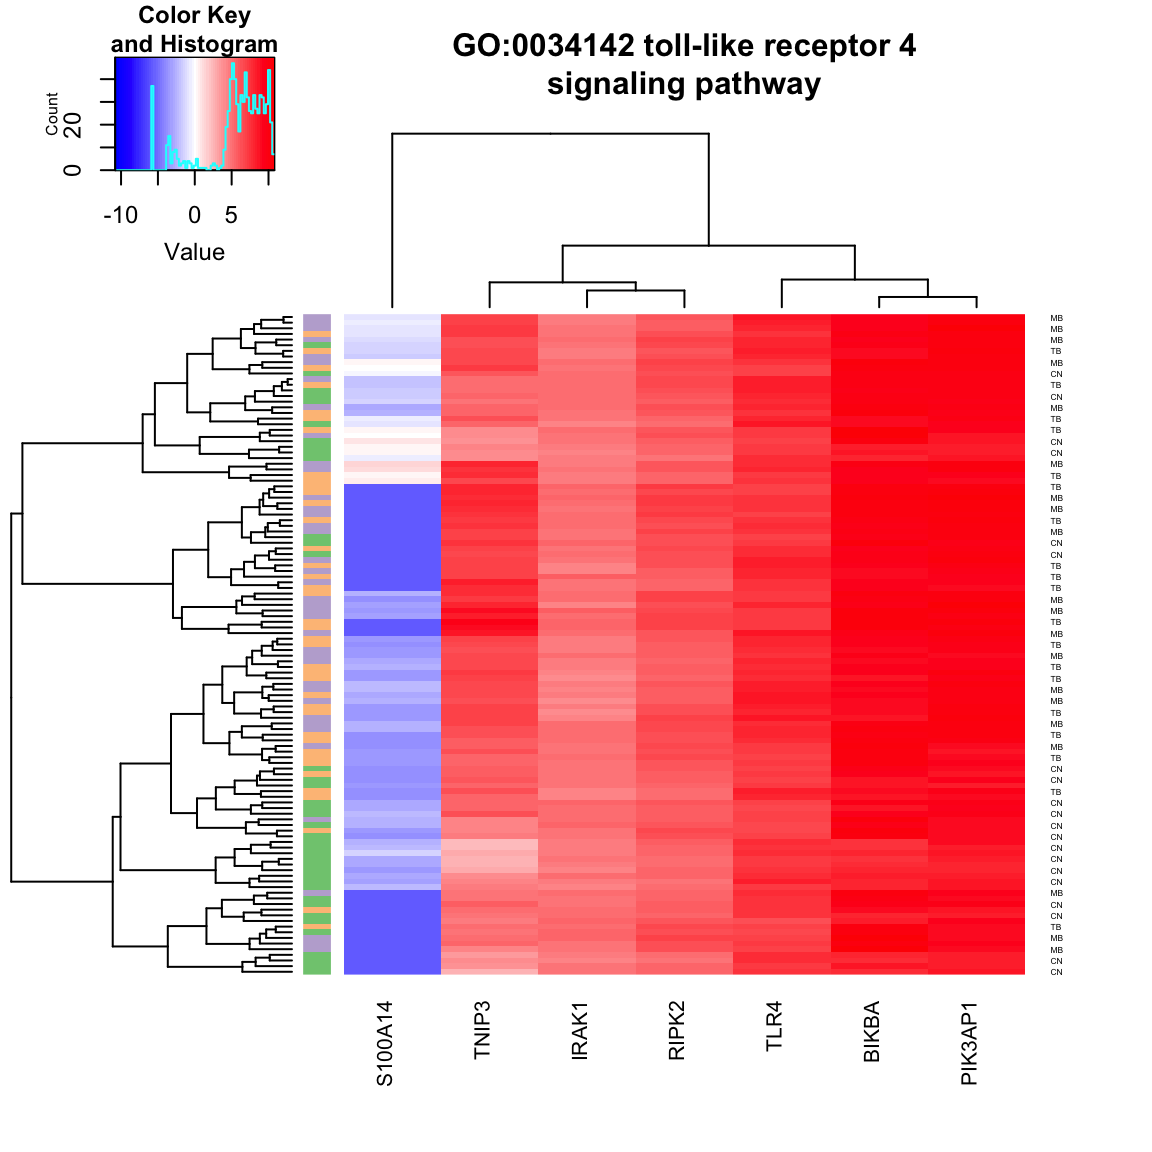 Color Key
and Histogram
GO:0034142 toll-like receptor 4
signaling pathway
Count
0
20
-10
0
5
Value
MB
MB
MB
TB
MB
CN
TB
CN
MB
TB
TB
CN
CN
MB
TB
TB
MB
MB
TB
MB
CN
CN
TB
TB
TB
MB
MB
TB
MB
TB
MB
TB
TB
MB
MB
TB
MB
TB
MB
TB
CN
CN
TB
CN
CN
CN
CN
CN
CN
CN
MB
CN
CN
TB
MB
MB
CN
CN
S100A14
TNIP3
IRAK1
RIPK2
TLR4
BIKBA
PIK3AP1